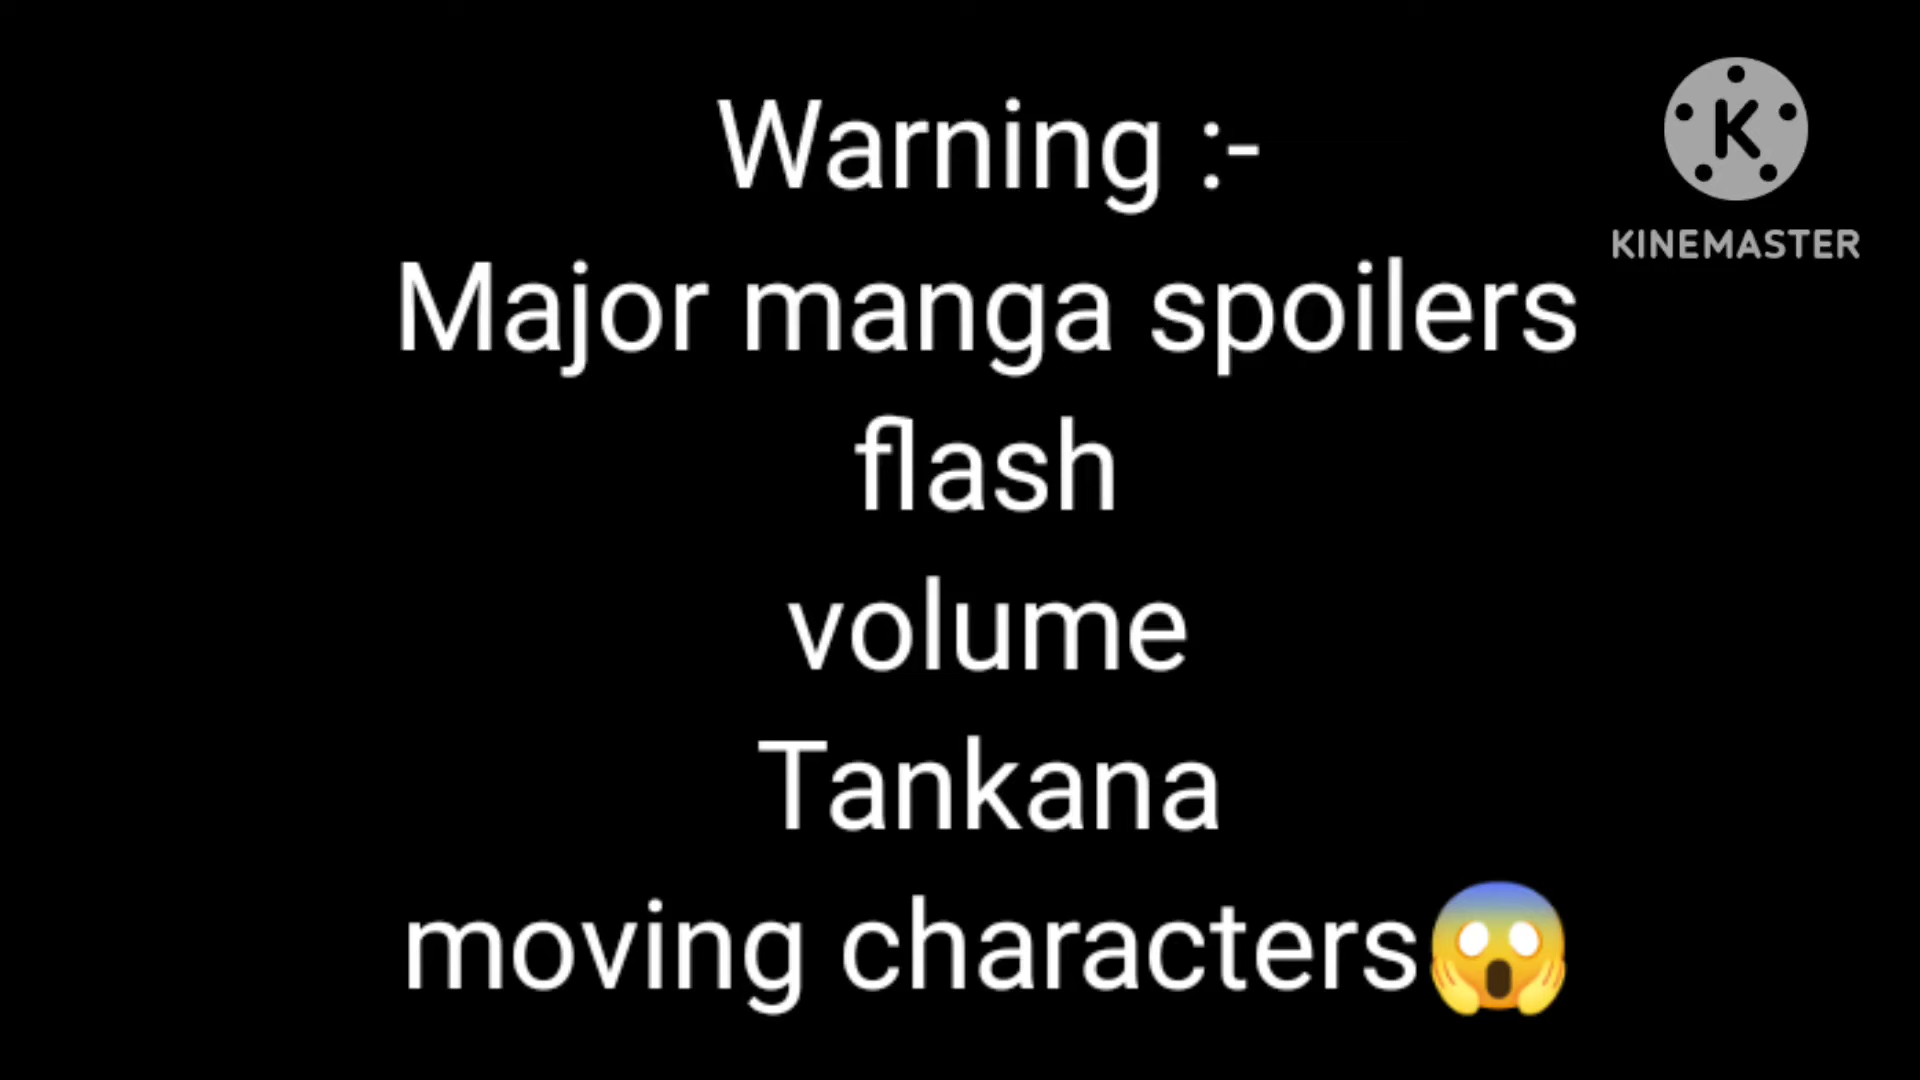 Warning :-
K
KINEMASTER
Major manga spoilers
flash
volume
Tankana
moving characters😱